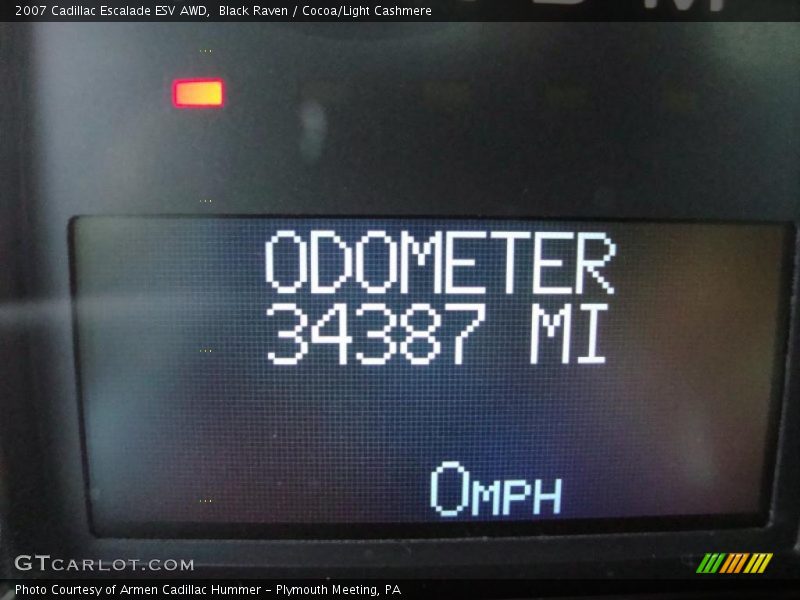 2007 Cadillac Escalade ESV AWD, Black Raven / Cocoa/Light Cashmere
ODOMETER
34387 MI
0MPH
GTCARLOT.COM
Photo Courtesy of Armen Cadillac Hummer - Plymouth Meeting, PA